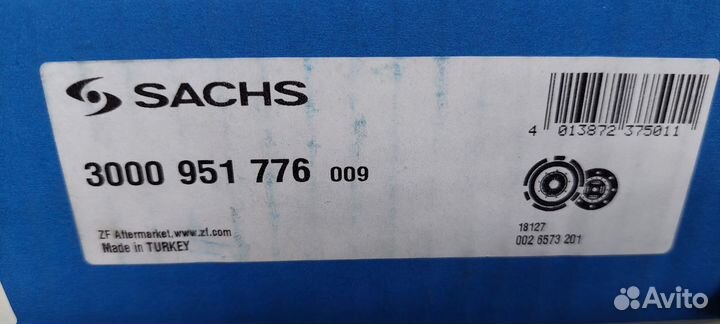 SACHS
3000 951 776 009
4 013872 375011
18127
002 6573 201
ZF Aftermarket.www.zf.com
Made in TURKEY
Avito